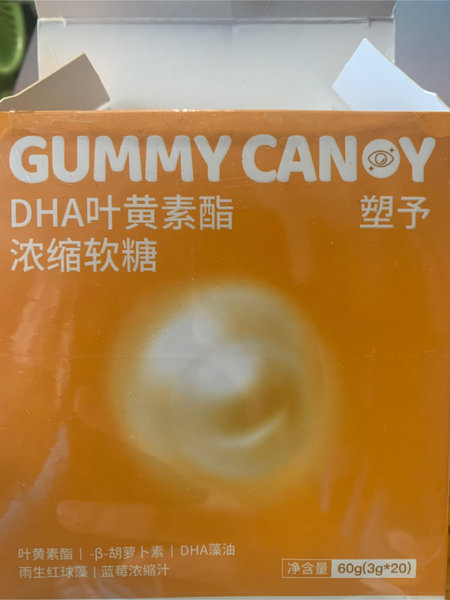 GUMMY CANDY
DHA叶黄素酯 塑予
浓缩软糖
叶黄素酯 | -β-胡萝卜素 | DHA藻油
雨生红球藻 | 蓝莓浓缩汁
净含量 60g(3g*20)